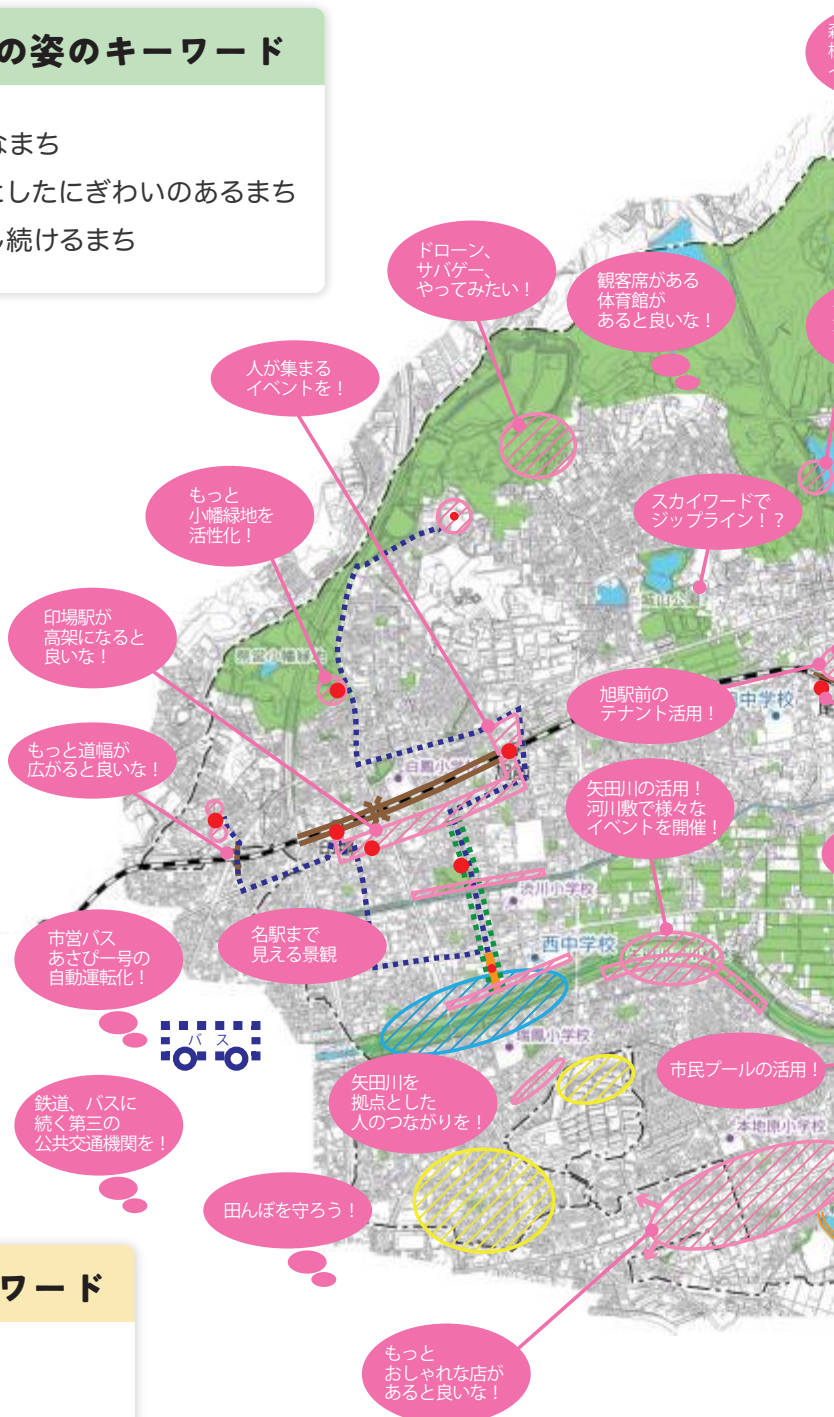 の姿のキーワード
なまち
としたにぎわいのあるまち
し続けるまち
ドローン、
サバゲー、
やってみたい！
観客席がある
体育館が
あると良いな！
人が集まる
イベントを！
もっと
小幡緑地を
活性化！
スカイワードで
ジップライン！？
印場駅が
高架になると
良いな！
旭駅前の
テナント活用！
中学校
もっと道幅が
広がると良いな！
白鳳小学
矢田川の活用！
河川敷で様々な
イベントを開催！
渋川小学校
市営バス
あさぴー号の
自動運転化！
名駅まで
見える景観
西中学校
バス
瑞鳳小学校
矢田川を
拠点とした
人のつながりを！
市民プールの活用！
鉄道、バスに
続く第三の
公共交通機関を！
本地原小学校
田んぼを守ろう！
ワード
もっと
おしゃれな店が
あると良いな！